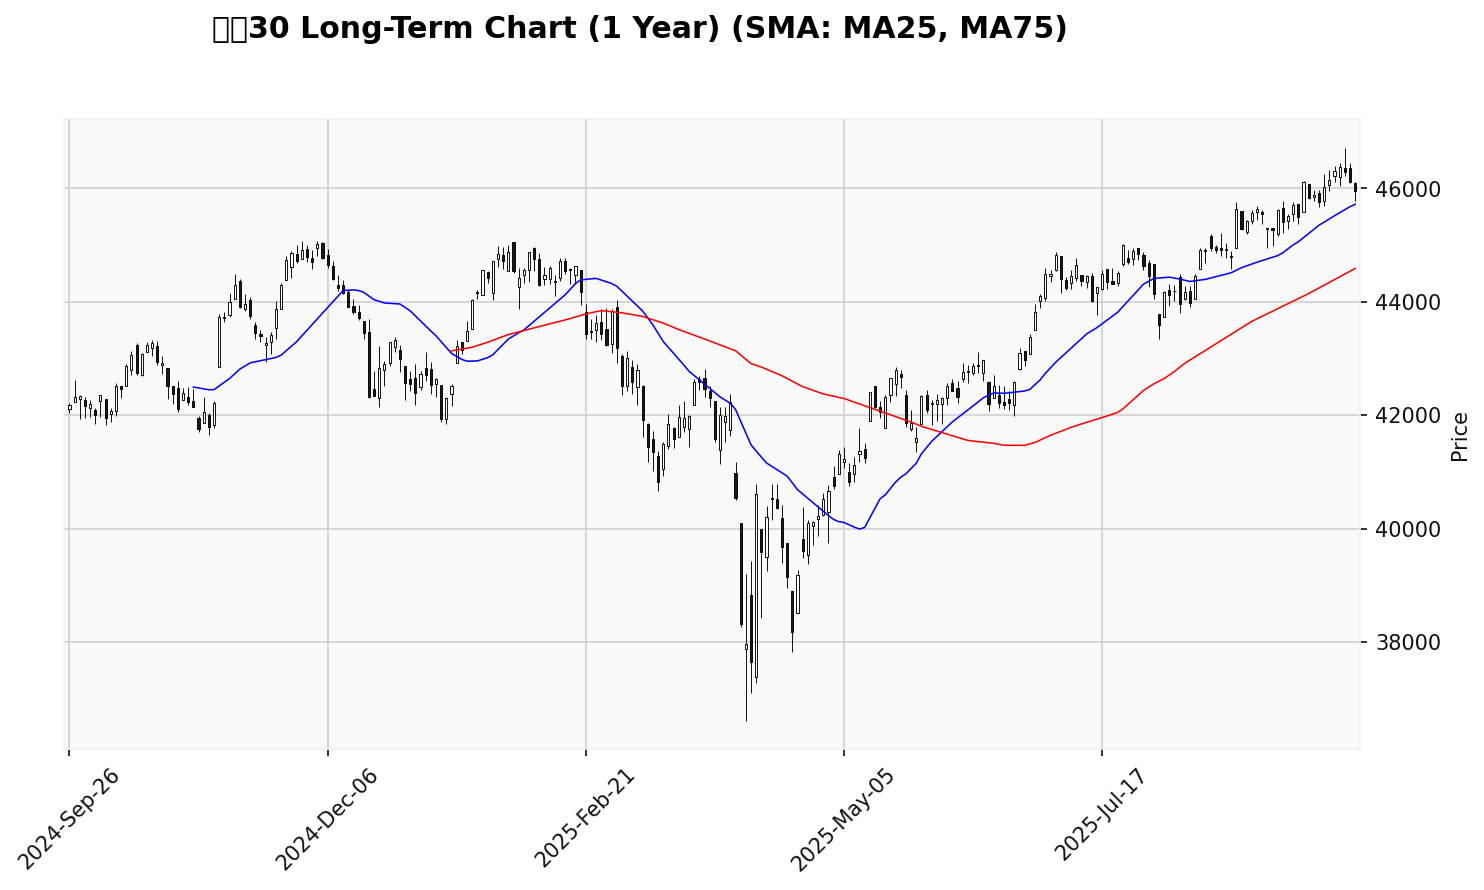 30 Long-Term Chart (1 Year) (SMA: MA25, MA75)
46000
44000
42000
40000
38000
Price
2024-Sep-26
2024-Dec-06
2025-Feb-21
2025-May-05
2025-Jul-17